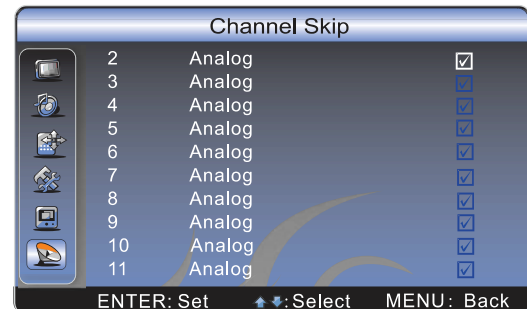 Channel Skip
2 Analog
3 Analog
4 Analog
5 Analog
6 Analog
7 Analog
8 Analog
9 Analog
10 Analog
11 Analog
ENTER: Set :Select MENU: Back